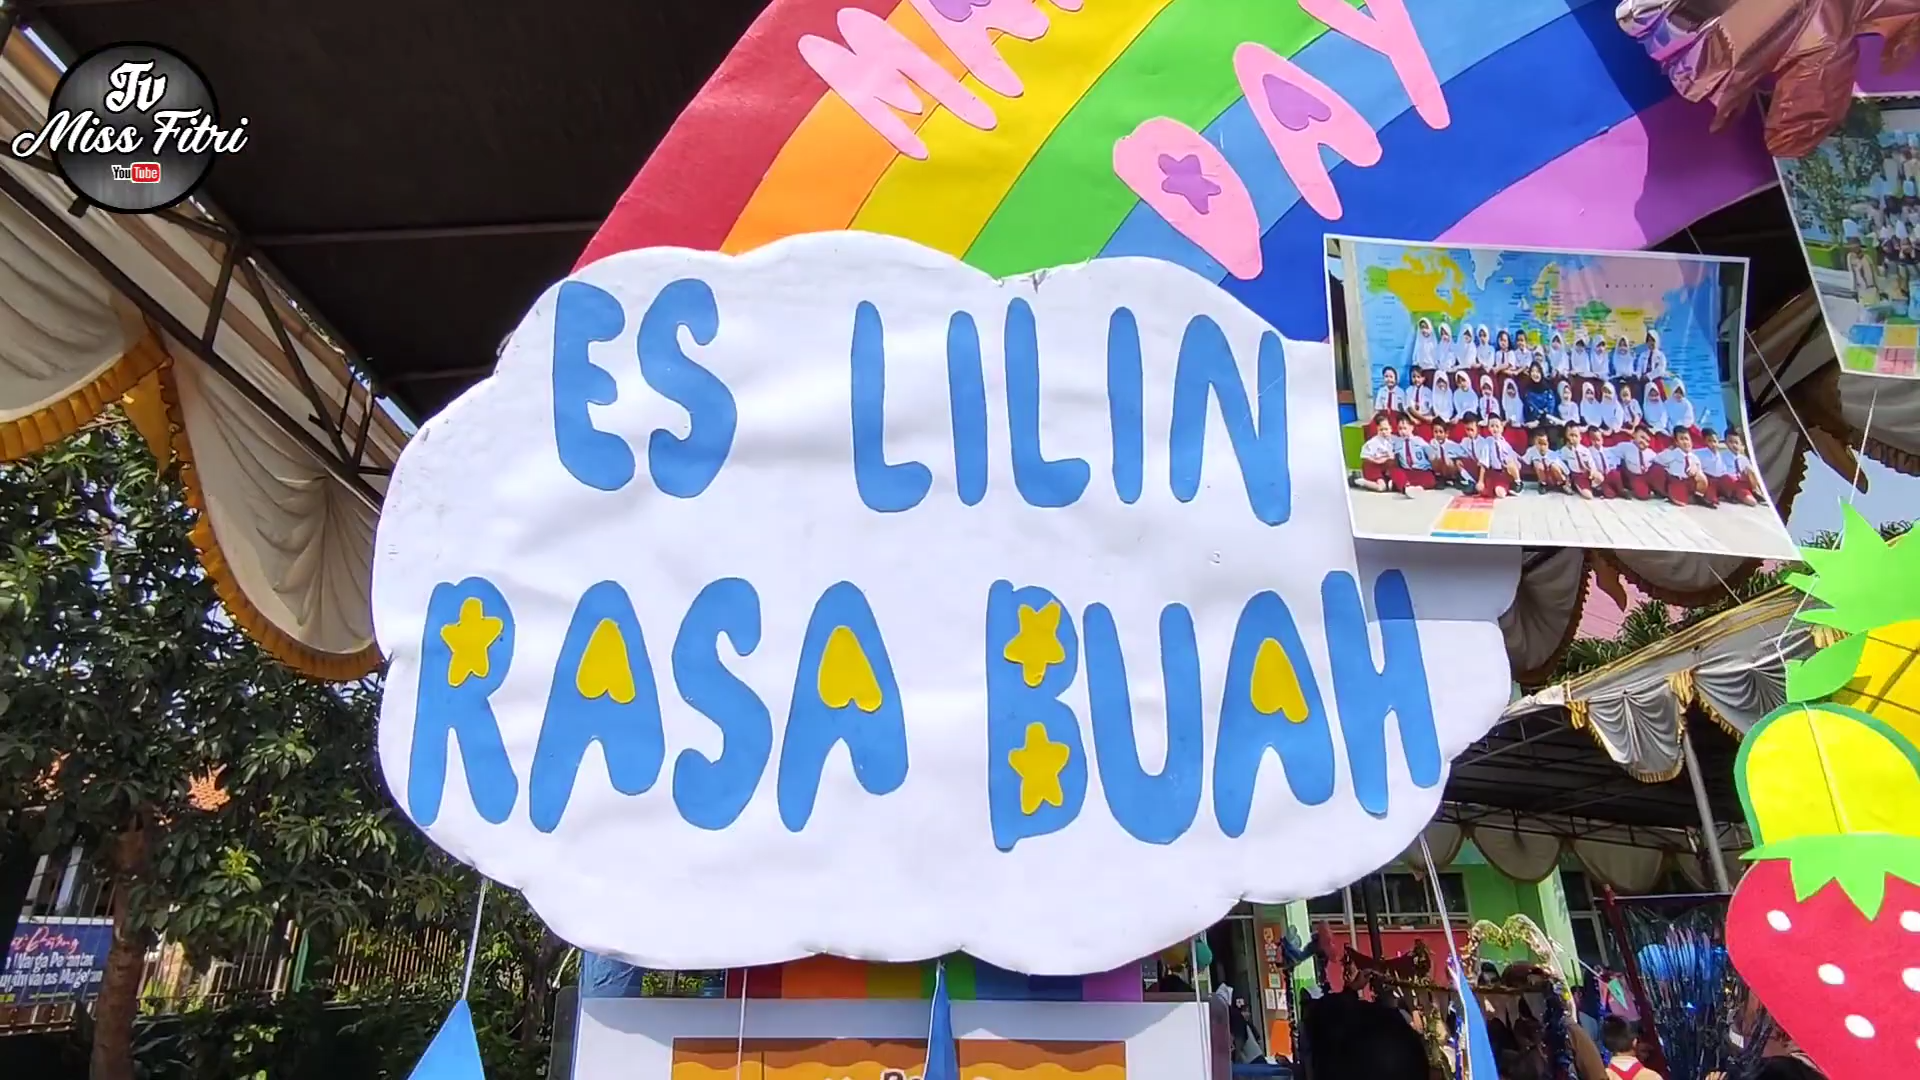 Tv
Miss Fitri
YouTube
DAY
ES LILIN
RASA BUAH